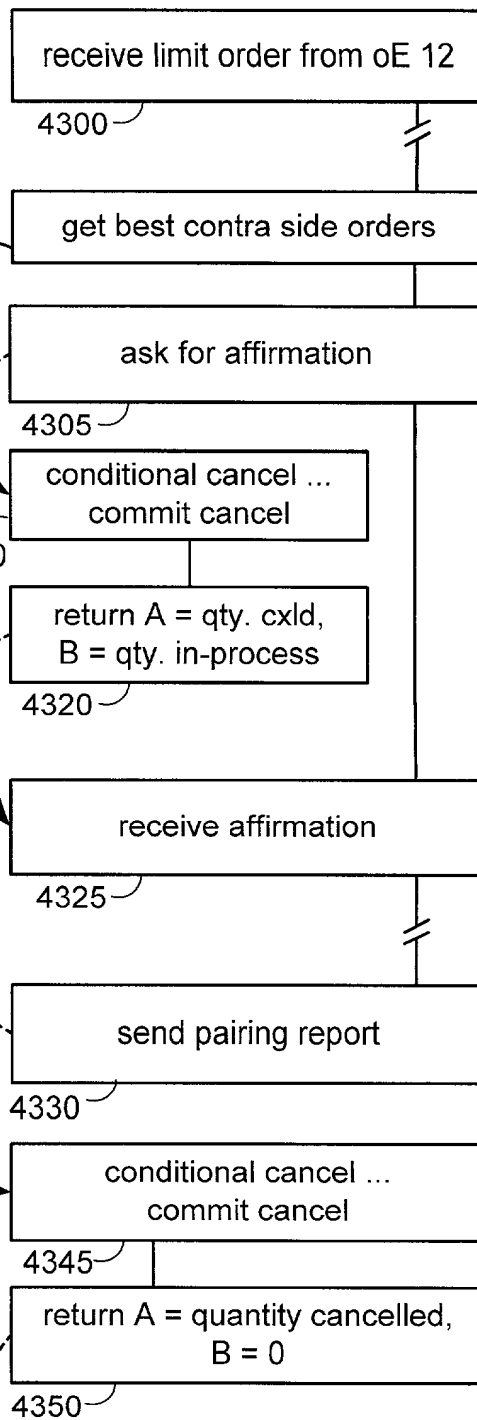 receive limit order from oE 12
4300
get best contra side orders
ask for affirmation
4305
conditional cancel ...
commit cancel
0
return A = qty. cxld,
B = qty. in-process
4320
receive affirmation
4325
send pairing report
4330
conditional cancel ...
commit cancel
4345
return A = quantity cancelled,
B = 0
4350